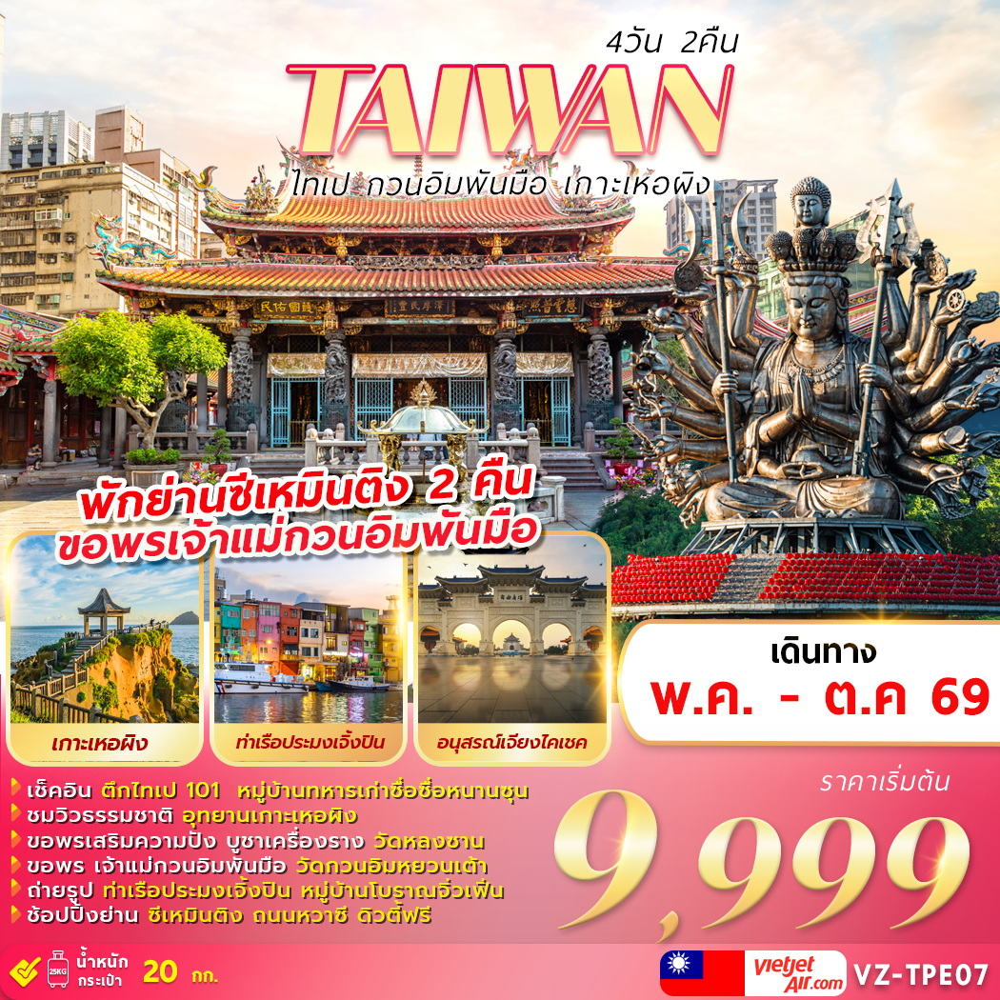 4วัน 2คืน
TAIWAN
ไทเป กวนอิมพันมือ เกาะเหอผิง
พักย่านซีเหมินติง 2 คืน
ขอพรเจ้าแม่กวนอิมพันมือ
เกาะเหอผิง
ท่าเรือประมงเจิ้งปิน
อนุสรณ์เจียงไคเชค
เดินทาง
พ.ค. - ต.ค 69
เช็คอิน ตึกไทเป 101 หมู่บ้านทหารเก่าซื่อซื่อหนานซุน
ชมวิวธรรมชาติ อุทยานเกาะเหอผิง
ขอพรเสริมความปัง บูชาเครื่องราง วัดหลงซาน
ขอพร เจ้าแม่กวนอิมพันมือ วัดกวนอิมหยวนเต้า
ถ่ายรูป ท่าเรือประมงเจิ้งปิน หมู่บ้านโบราณจิ่วเฟิ่น
ช้อปปิ้งย่าน ซีเหมินติง ถนนหวาซี ดิวตี้ฟรี
ราคาเริ่มต้น
9,999
25KG
น้ำหนัก
กระเป๋า
20 กก.
vietjet
Air.com
VZ-TPE07